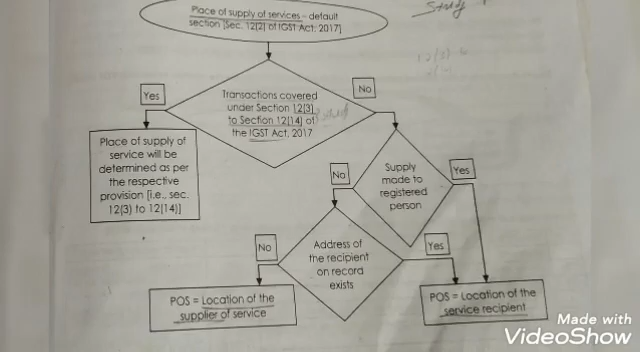 Place of supply of services – default
section [Sec. 12(2) of IGST Act, 2017]
Study
Yes
No
Transactions covered
under Section 12(3)
to Section 12(14) of
the IGST Act, 2017
Place of supply of
service will be
determined as per
the respective
provision [i.e., sec.
12(3) to 12(14)]
No
Supply
made to
registered
person
Yes
No
Address of
the recipient
on record
exists
Yes
POS = Location of the
supplier of service
POS = Location of the
service recipient
Made with
VideoShow